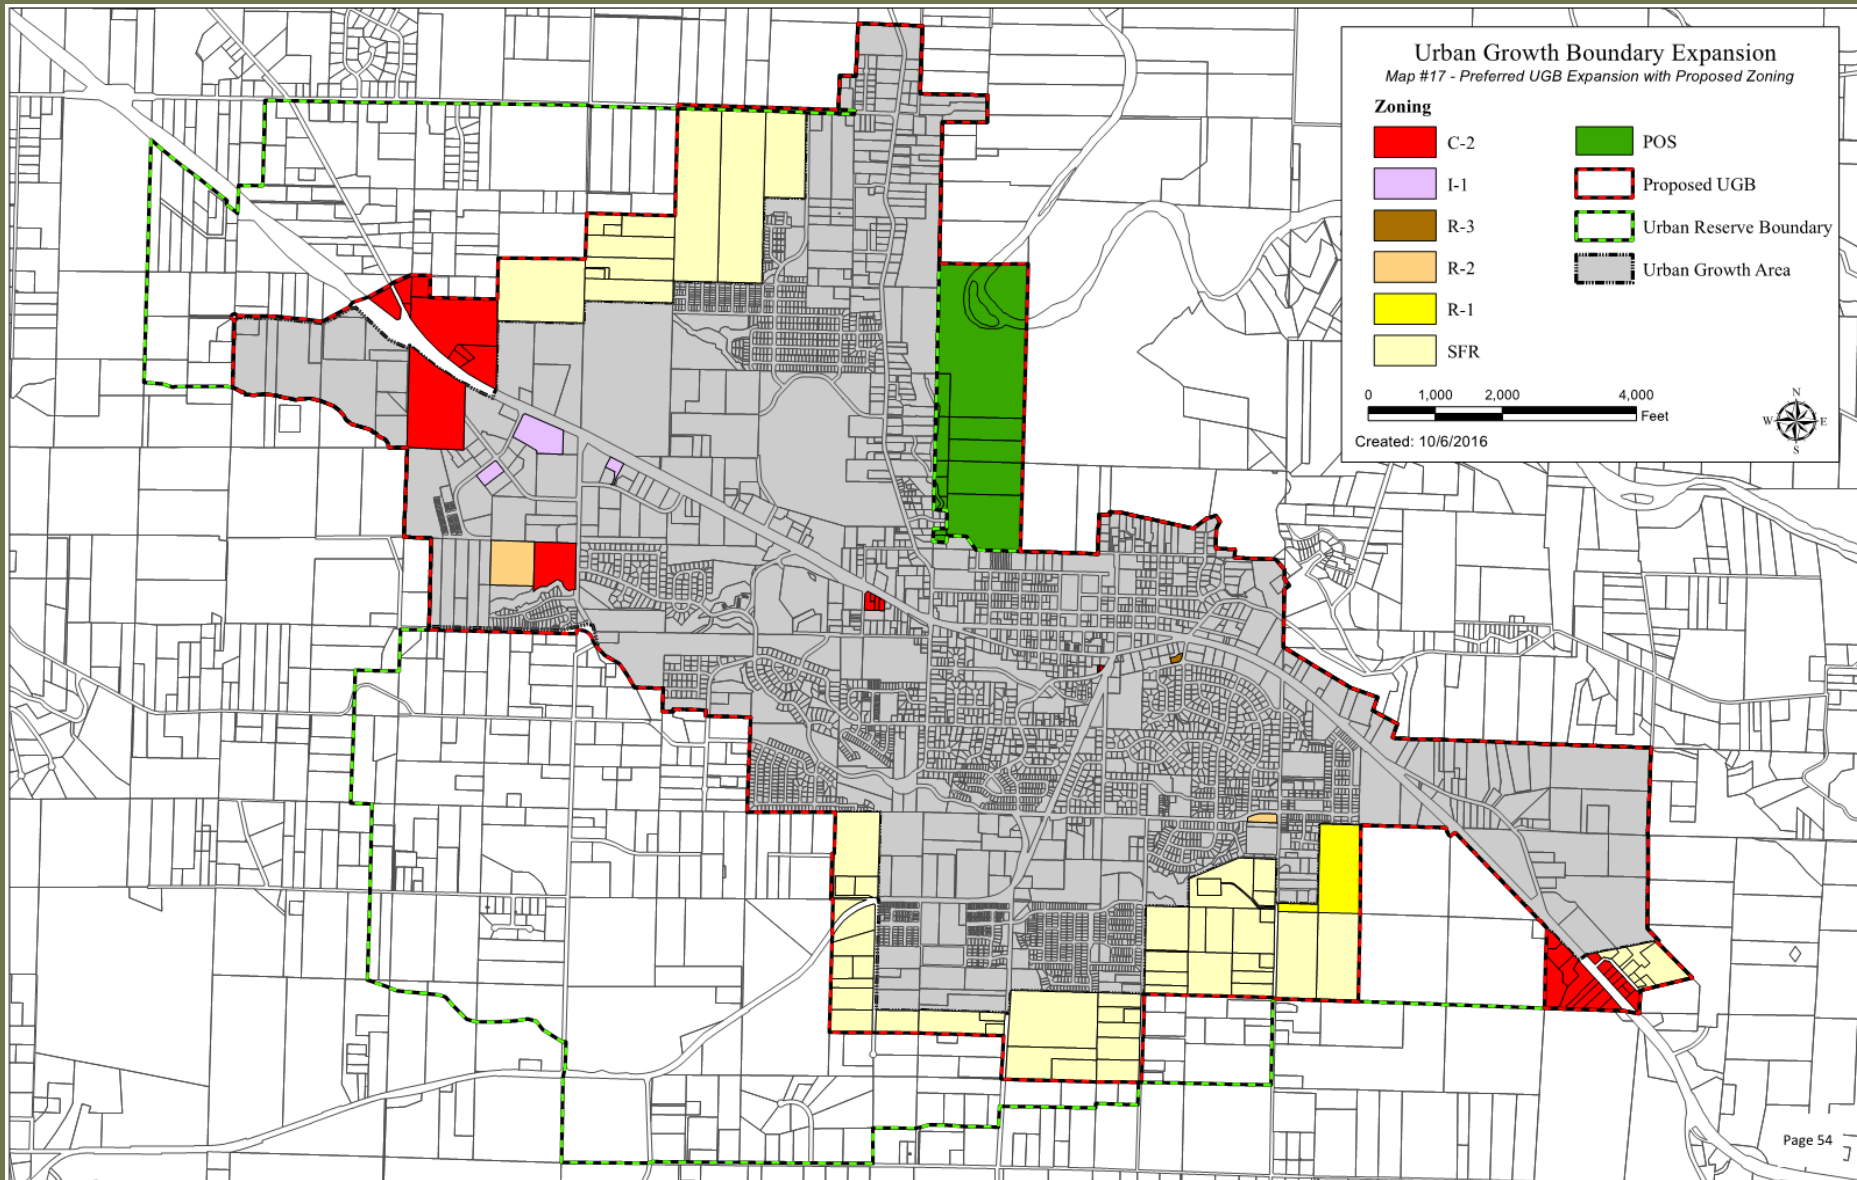 Urban Growth Boundary Expansion
Map #17 - Preferred UGB Expansion with Proposed Zoning
Zoning
C-2
I-1
R-3
R-2
R-1
SFR
POS
Proposed UGB
Urban Reserve Boundary
Urban Growth Area
0 1,000 2,000 4,000
Feet
Created: 10/6/2016
N
W E
S
Page 54